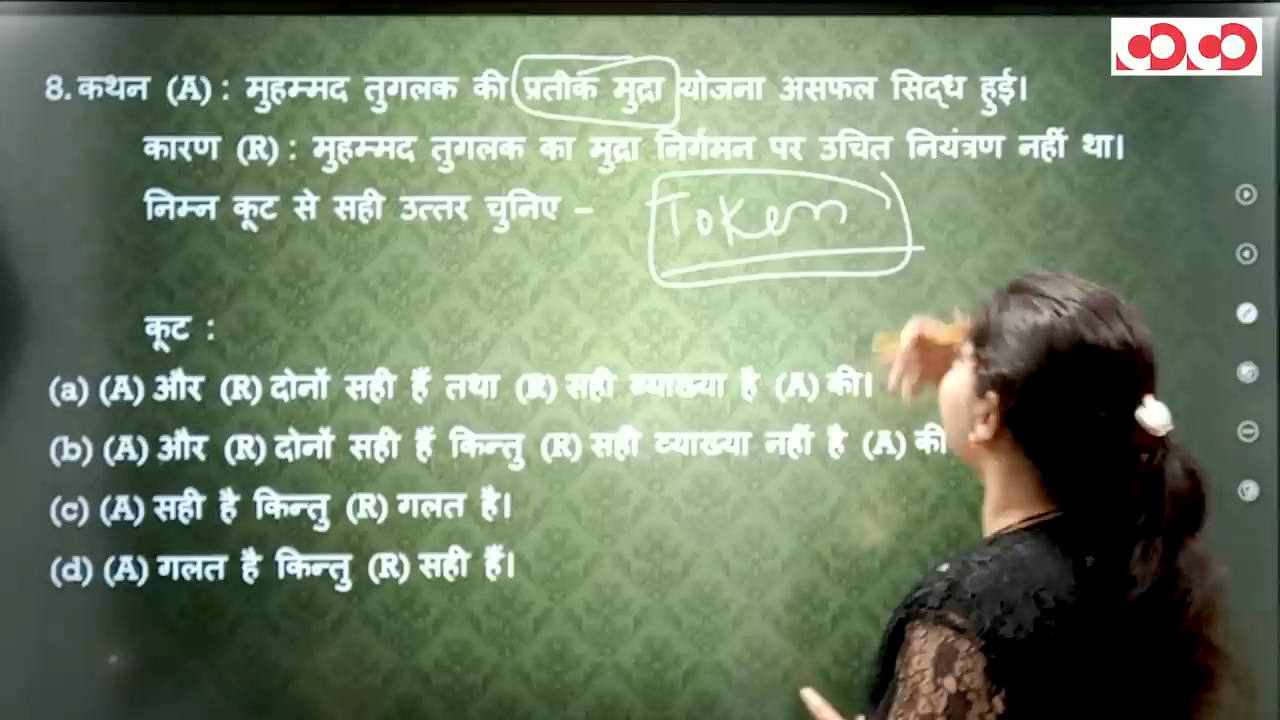 8. कथन (A) : मुहम्मद तुगलक की प्रतीक मुद्रा योजना असफल सिद्ध हुई।
कारण (R) : मुहम्मद तुगलक का मुद्रा निर्गमन पर उचित नियंत्रण नहीं था।
निम्न कूट से सही उत्तर चुनिए –
Token
कूट :
(a) (A) और (R) दोनों सही हैं तथा (R) सही व्याख्या है (A) की।
(b) (A) और (R) दोनों सही हैं किन्तु (R) सही व्याख्या नहीं है (A) की
(c) (A) सही है किन्तु (R) गलत है।
(d) (A) गलत है किन्तु (R) सही हैं।